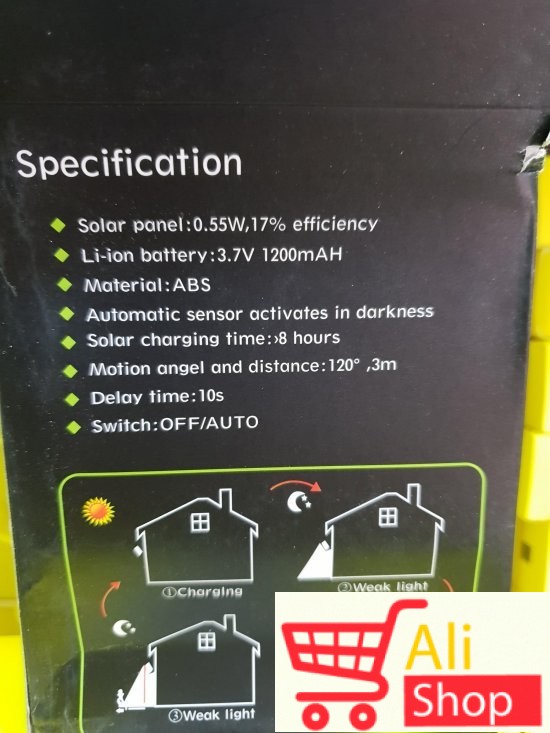 Specification
Solar panel:0.55W,17% efficiency
Li-ion battery:3.7V 1200mAH
Material:ABS
Automatic sensor activates in darkness
Solar charging time:›8 hours
Motion angel and distance:120° ,3m
Delay time:10s
Switch:OFF/AUTO
①Charging
②Weak light
③Weak light
Ali
Shop